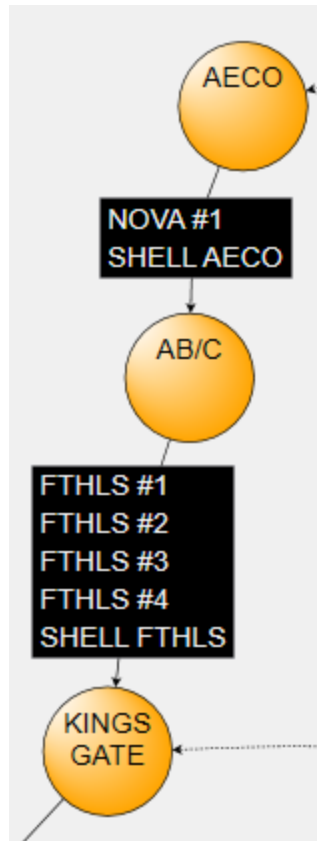 AECO
NOVA #1
SHELL AECO
AB/C
FTHLS #1
FTHLS #2
FTHLS #3
FTHLS #4
SHELL FTHLS
KINGS
GATE